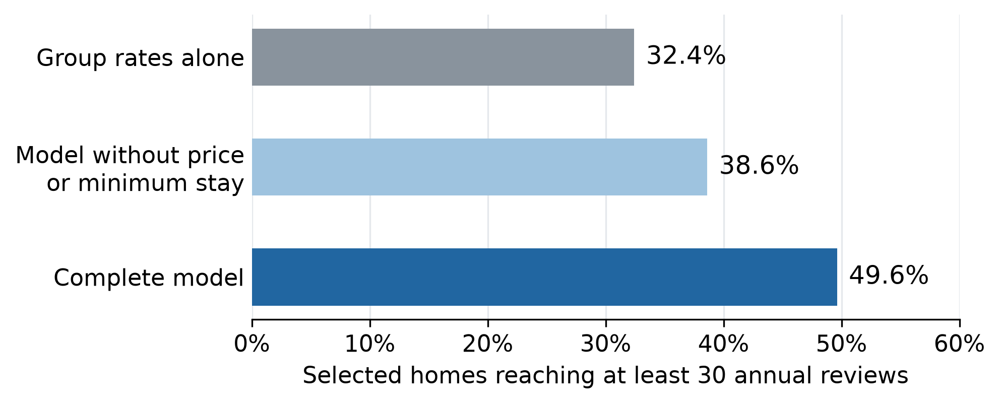 Group rates alone
32.4%
Model without price
or minimum stay
38.6%
Complete model
49.6%
0%
10%
20%
30%
40%
50%
60%
Selected homes reaching at least 30 annual reviews